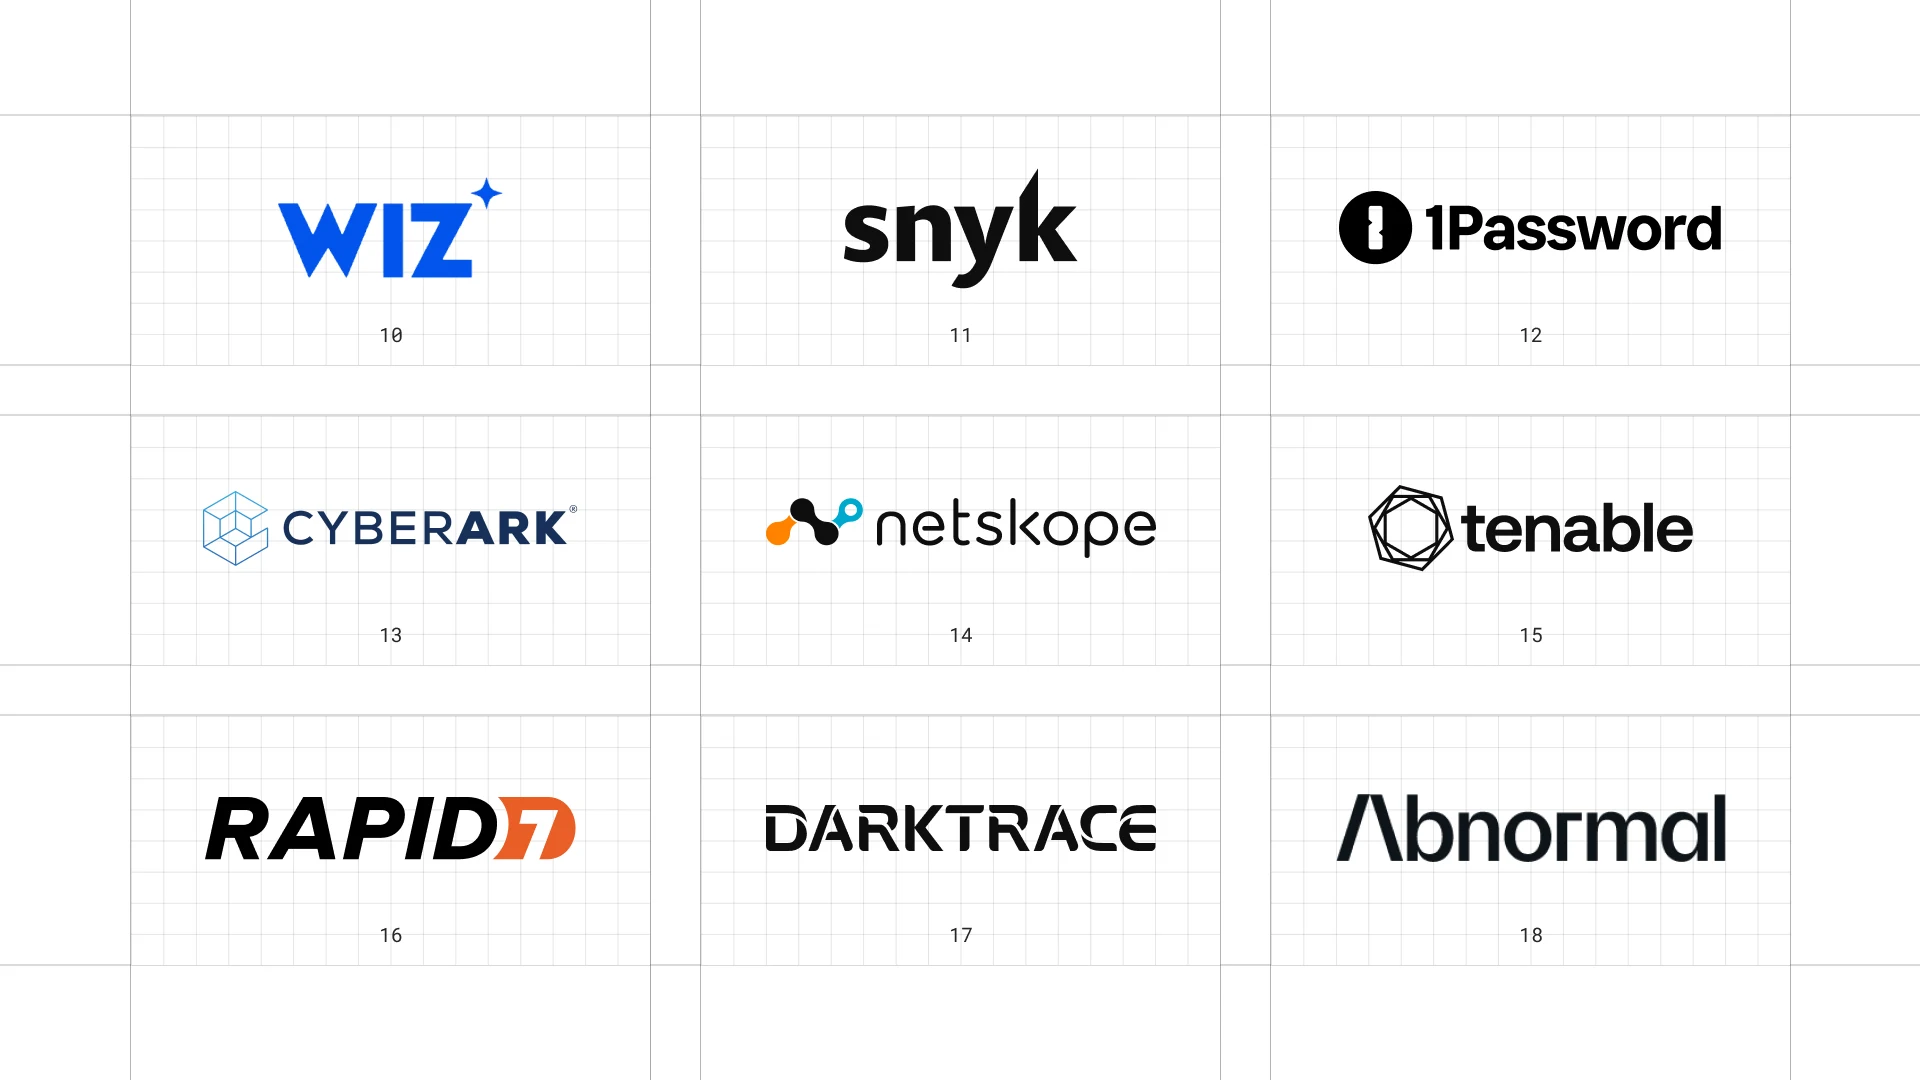 WIZ
10
snyk
11
1Password
12
CYBERARK®
13
netskope
14
tenable
15
RAPID7
16
DARKTRACE
17
Abnormal
18